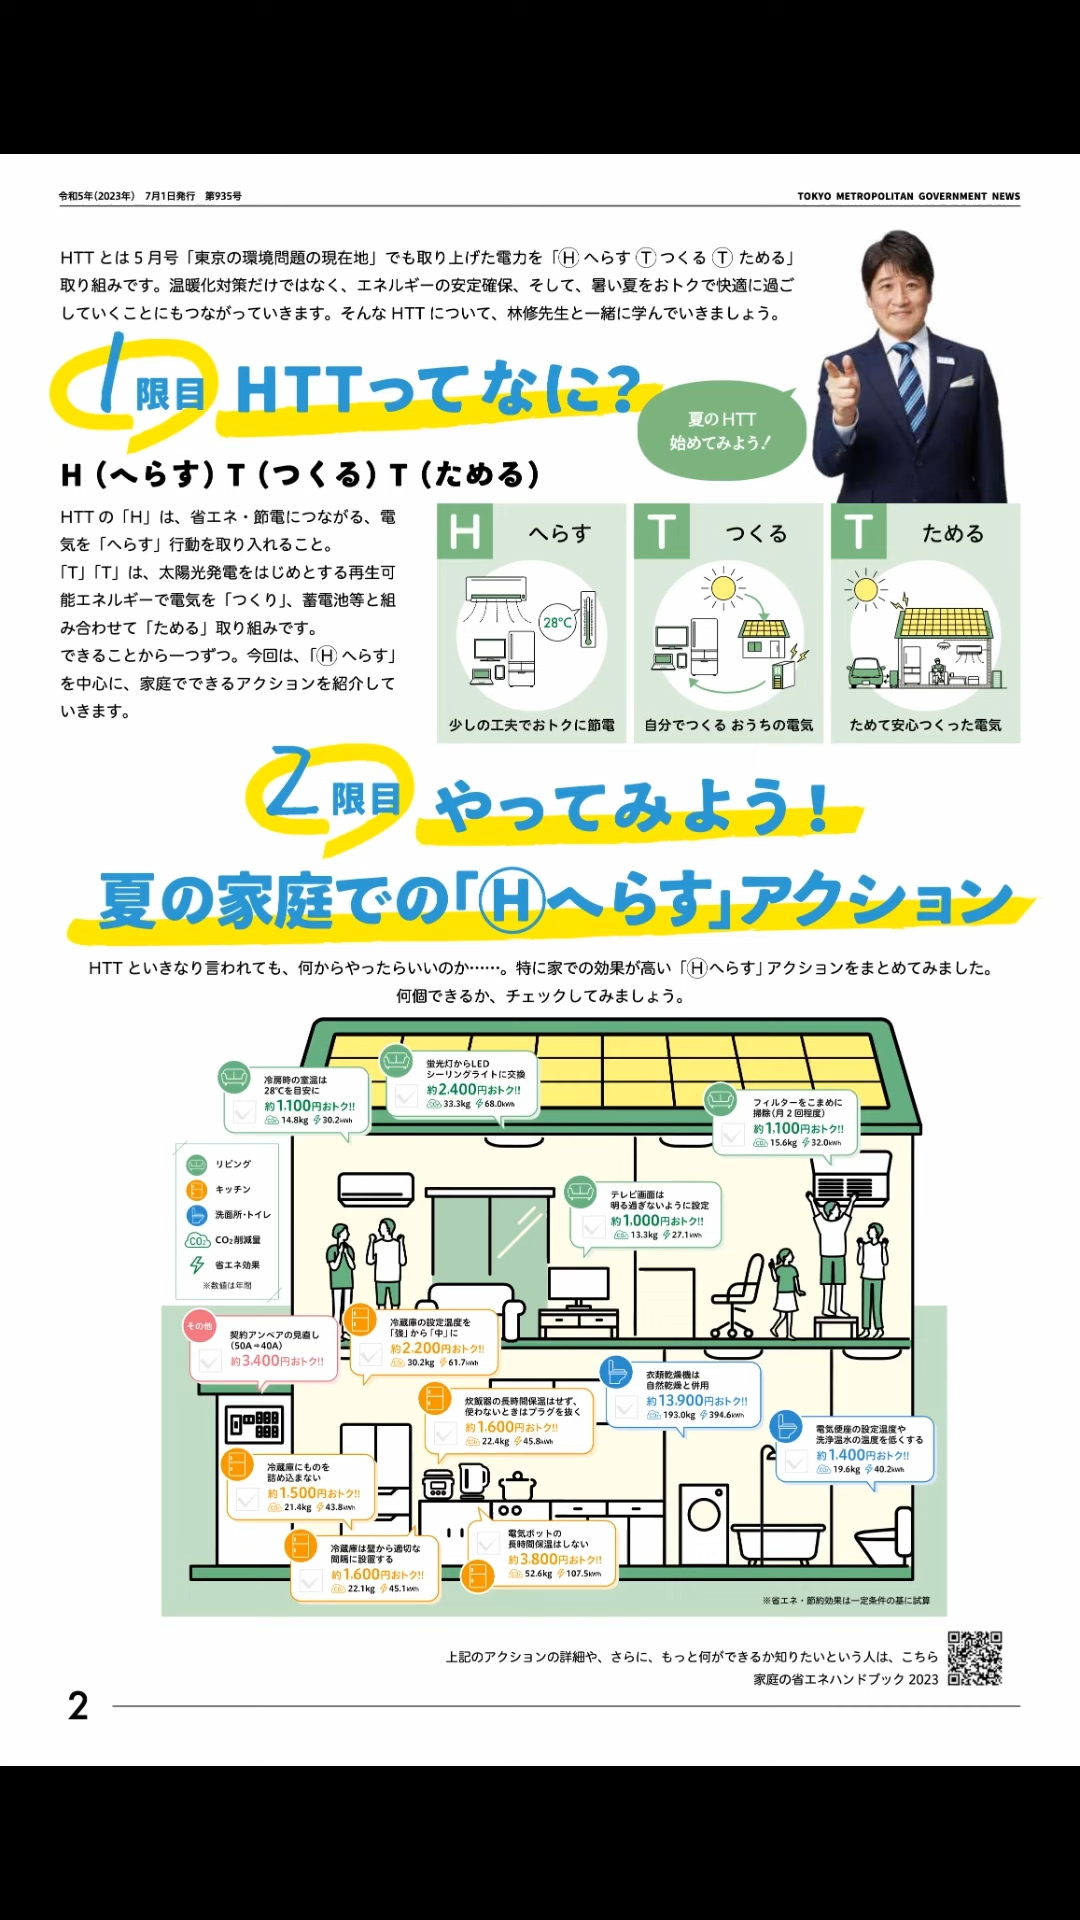 令和5年(2023年) 7月1日発行 第935号
TOKYO METROPOLITAN GOVERNMENT NEWS
HTTとは5月号「東京の環境問題の現在地」でも取り上げた電力を「Ⓗへらす Ⓣつくる Ⓣためる」
取り組みです。温暖化対策だけではなく、エネルギーの安定確保、そして、暑い夏をおトクで快適に過ご
していくことにもつながっていきます。そんなHTTについて、林修先生と一緒に学んでいきましょう。
1限目 HTTってなに?
夏のHTT
始めてみよう!
H(へらす)T(つくる)T(ためる)
HTTの「H」は、省エネ・節電につながる、電
気を「へらす」行動を取り入れること。
「T」「T」は、太陽光発電をはじめとする再生可
能エネルギーで電気を「つくり」、蓄電池等と組
み合わせて「ためる」取り組みです。
できることから一つずつ。今回は、「Ⓗへらす」
を中心に、家庭でできるアクションを紹介して
いきます。
H へらす
28℃
少しの工夫でおトクに節電
T つくる
自分でつくる おうちの電気
T ためる
ためて安心つくった電気
2限目 やってみよう!
夏の家庭での「Ⓗへらす」アクション
HTTといきなり言われても、何からやったらいいのか……。特に家での効果が高い「Ⓗへらす」アクションをまとめてみました。
何個できるか、チェックしてみましょう。
冷房時の室温は
28℃を目安に
約1,100円おトク!!
CO₂ 14.8kg 30.2kWh
蛍光灯からLED
シーリングライトに交換
約2,400円おトク!!
CO₂ 33.3kg 68.0kWh
フィルターをこまめに
掃除(月2回程度)
約1,100円おトク!!
CO₂ 15.6kg 32.0kWh
リビング
キッチン
洗面所・トイレ
CO₂ CO₂削減量
省エネ効果
※数値は年間
テレビ画面は
明る過ぎないように設定
約1,000円おトク!!
CO₂ 13.3kg 27.1kWh
その他
契約アンペアの見直し
(50A→40A)
約3,400円おトク!!
冷蔵庫の設定温度を
「強」から「中」に
約2,200円おトク!!
CO₂ 30.2kg 61.7kWh
衣類乾燥機は
自然乾燥と併用
約13,900円おトク!!
CO₂ 193.0kg 394.6kWh
炊飯器の長時間保温はせず、
使わないときはプラグを抜く
約1,600円おトク!!
CO₂ 22.4kg 45.8kWh
電気便座の設定温度や
洗浄温水の温度を低くする
約1,400円おトク!!
CO₂ 19.6kg 40.2kWh
冷蔵庫にものを
詰め込まない
約1,500円おトク!!
CO₂ 21.4kg 43.8kWh
冷蔵庫は壁から適切な
間隔に設置する
約1,600円おトク!!
CO₂ 22.1kg 45.1kWh
電気ポットの
長時間保温はしない
約3,800円おトク!!
CO₂ 52.6kg 107.5kWh
※省エネ・節約効果は一定条件の基に試算
上記のアクションの詳細や、さらに、もっと何ができるか知りたいという人は、こちら
家庭の省エネハンドブック2023
2